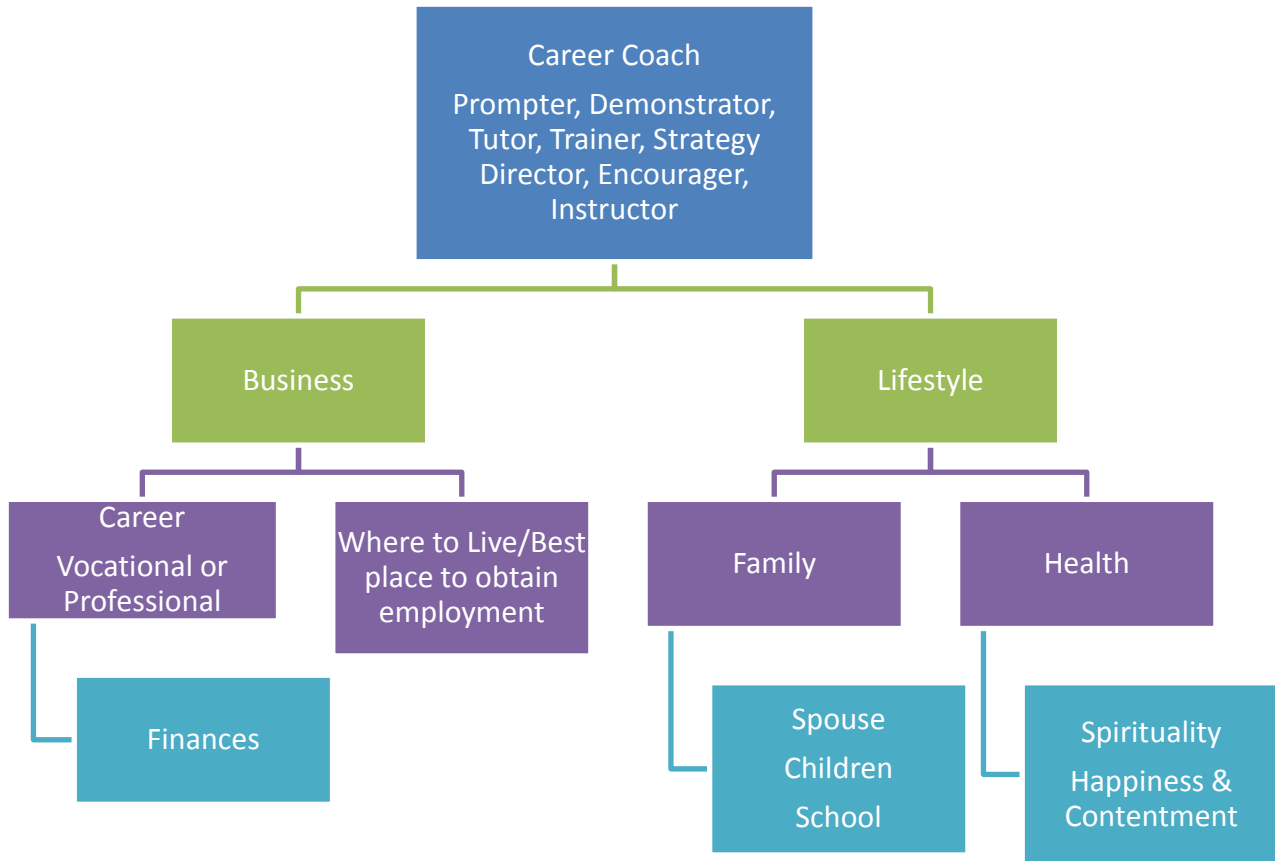 Career Coach
Prompter, Demonstrator,
Tutor, Trainer, Strategy
Director, Encourager,
Instructor
Business
Lifestyle
Career
Vocational or
Professional
Where to Live/Best
place to obtain
employment
Family
Health
Finances
Spouse
Children
School
Spirituality
Happiness &
Contentment